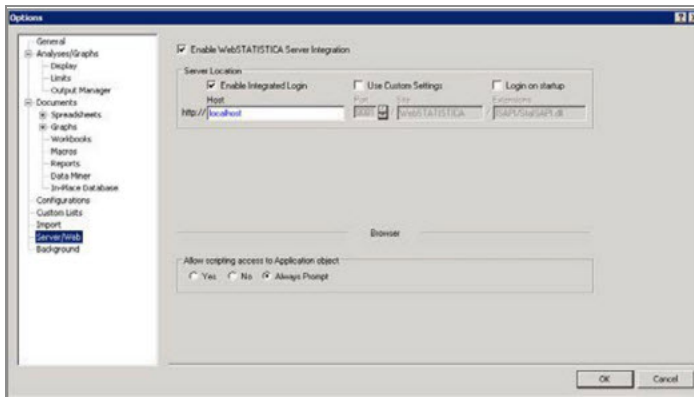 Options
General
Analyses/Graphs
Display
Limits
Output Manager
Documents
Spreadsheets
Graphs
Workbooks
Macros
Reports
Data Miner
In-Place Database
Configurations
Custom Lists
Import
Server/Web
Background
Enable WebSTATISTICA Server Integration
Server Location
Enable Integrated Login
Use Custom Settings
Login on startup
Host
Port
Extensions
http:// localhost
/ WebSTATISTICA /
Browser
Allow scripting access to Application object
Yes No Always Prompt
OK Cancel